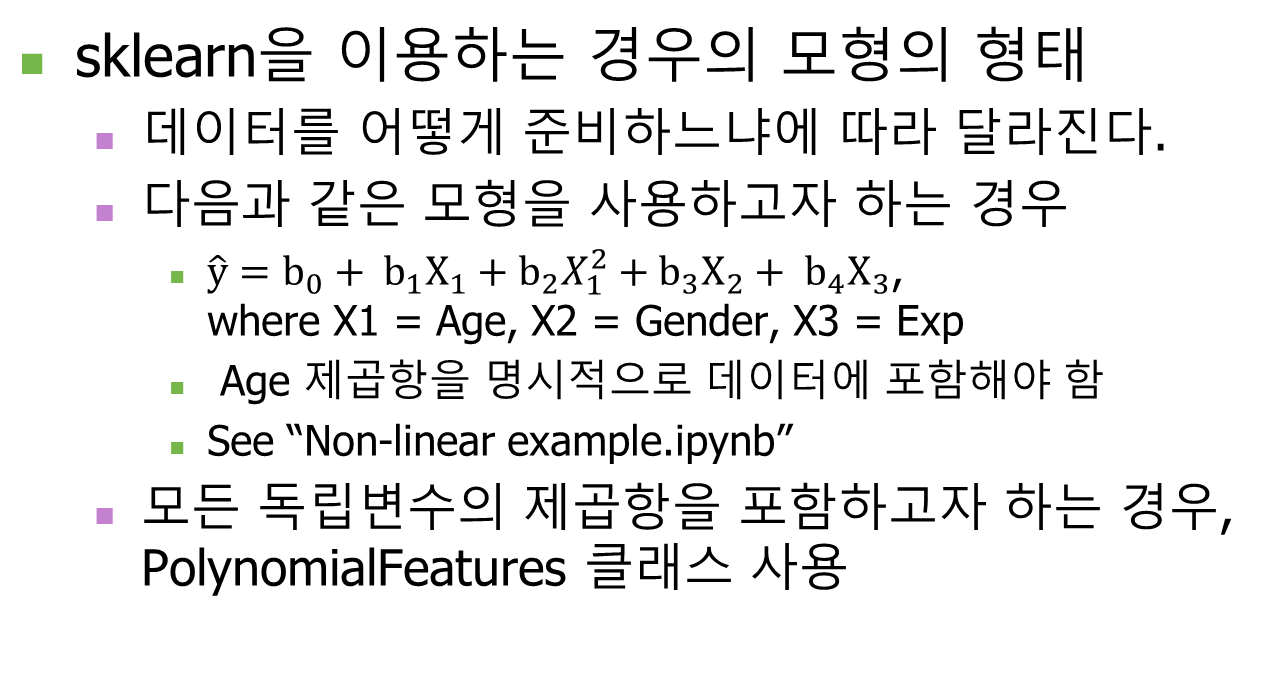 sklearn을 이용하는 경우의 모형의 형태
데이터를 어떻게 준비하느냐에 따라 달라진다.
다음과 같은 모형을 사용하고자 하는 경우
ŷ = b₀ + b₁X₁ + b₂X₁² + b₃X₂ + b₄X₃,
where X1 = Age, X2 = Gender, X3 = Exp
Age 제곱항을 명시적으로 데이터에 포함해야 함
See “Non-linear example.ipynb”
모든 독립변수의 제곱항을 포함하고자 하는 경우,
PolynomialFeatures 클래스 사용